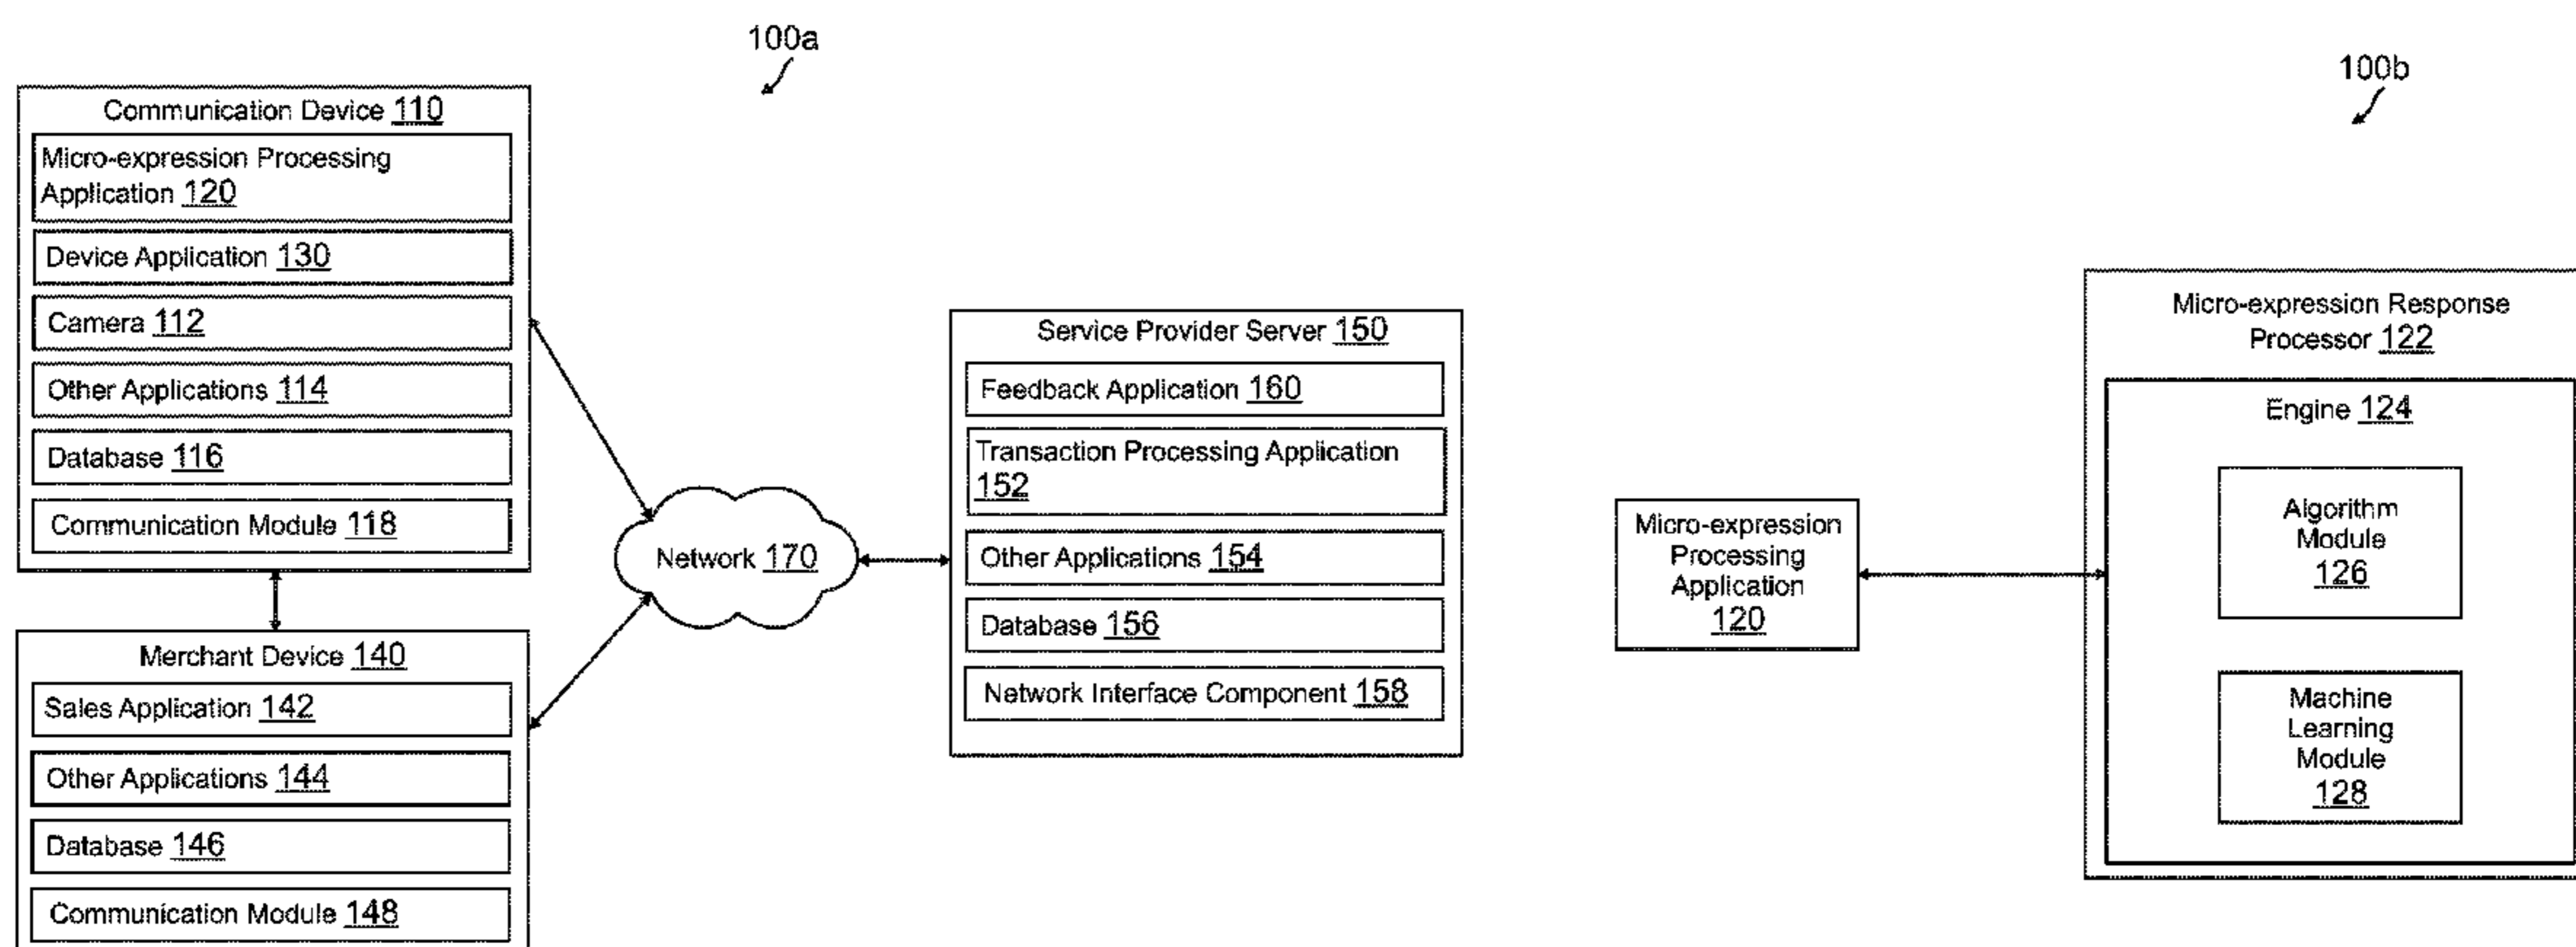 100a
Communication Device 110
Micro-expression Processing
Application 120
Device Application 130
Camera 112
Other Applications 114
Database 116
Communication Module 118
Merchant Device 140
Sales Application 142
Other Applications 144
Database 146
Communication Module 148
Network 170
Service Provider Server 150
Feedback Application 160
Transaction Processing Application
152
Other Applications 154
Database 156
Network Interface Component 158
100b
Micro-expression
Processing
Application
120
Micro-expression Response
Processor 122
Engine 124
Algorithm
Module
126
Machine
Learning
Module
128